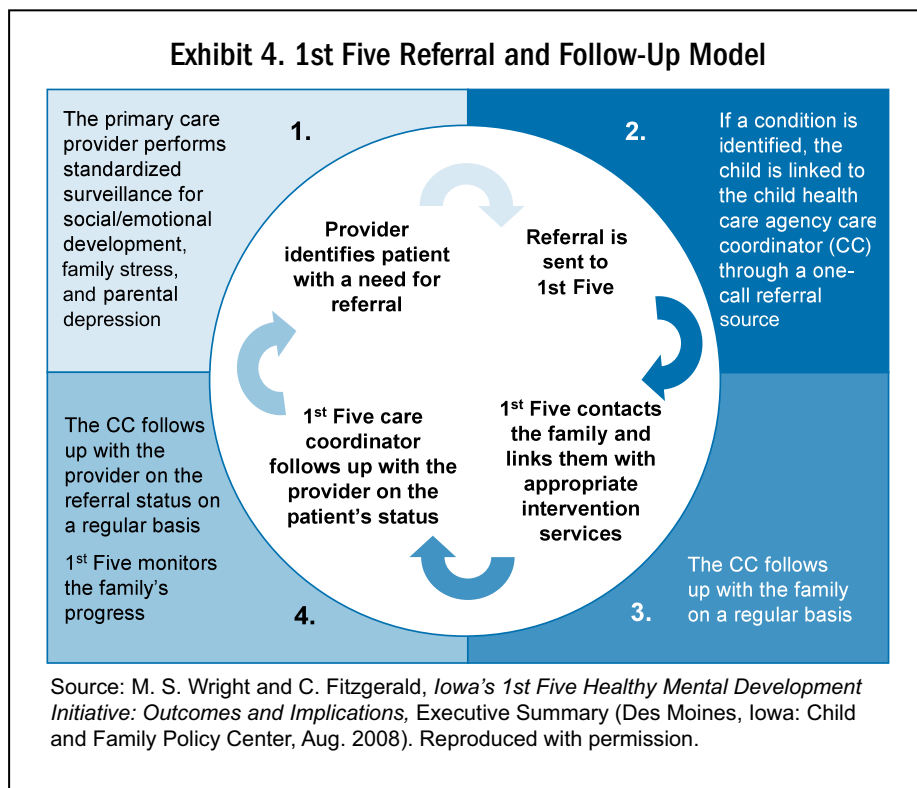 Exhibit 4. 1st Five Referral and Follow-Up Model
The primary care
provider performs
standardized
surveillance for
social/emotional
development,
family stress,
and parental
depression
1.
Provider
identifies patient
with a need for
referral
2.
If a condition is
identified, the
child is linked to
the child health
care agency care
coordinator (CC)
through a one-
call referral
source
Referral is
sent to
1st Five
1st Five contacts
the family and
links them with
appropriate
intervention
services
3.
The CC follows
up with the family
on a regular basis
1st Five care
coordinator
follows up with the
provider on the
patient's status
The CC follows
up with the
provider on the
referral status on
a regular basis
1st Five monitors
the family's
progress
4.
Source: M. S. Wright and C. Fitzgerald, Iowa's 1st Five Healthy Mental Development
Initiative: Outcomes and Implications, Executive Summary (Des Moines, Iowa: Child
and Family Policy Center, Aug. 2008). Reproduced with permission.